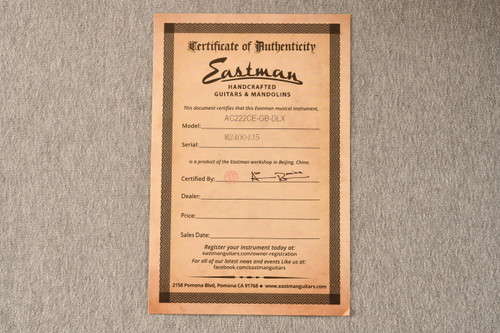 Certificate of Authenticity
Eastman
HANDCRAFTED
GUITARS & MANDOLINS
This document certifies that this Eastman musical instrument,
Model: AC222CE-GB-DLX
Serial: M2400435
is a product of the Eastman workshop in Beijing, China.
Certified By:
Dealer:
Price:
Sales Date:
Register your instrument today at:
eastmanguitars.com/owner-registration
For all of our latest news and events Like us at:
facebook.com/eastmanguitars
2158 Pomona Blvd, Pomona CA 91768 ● www.eastmanguitars.com